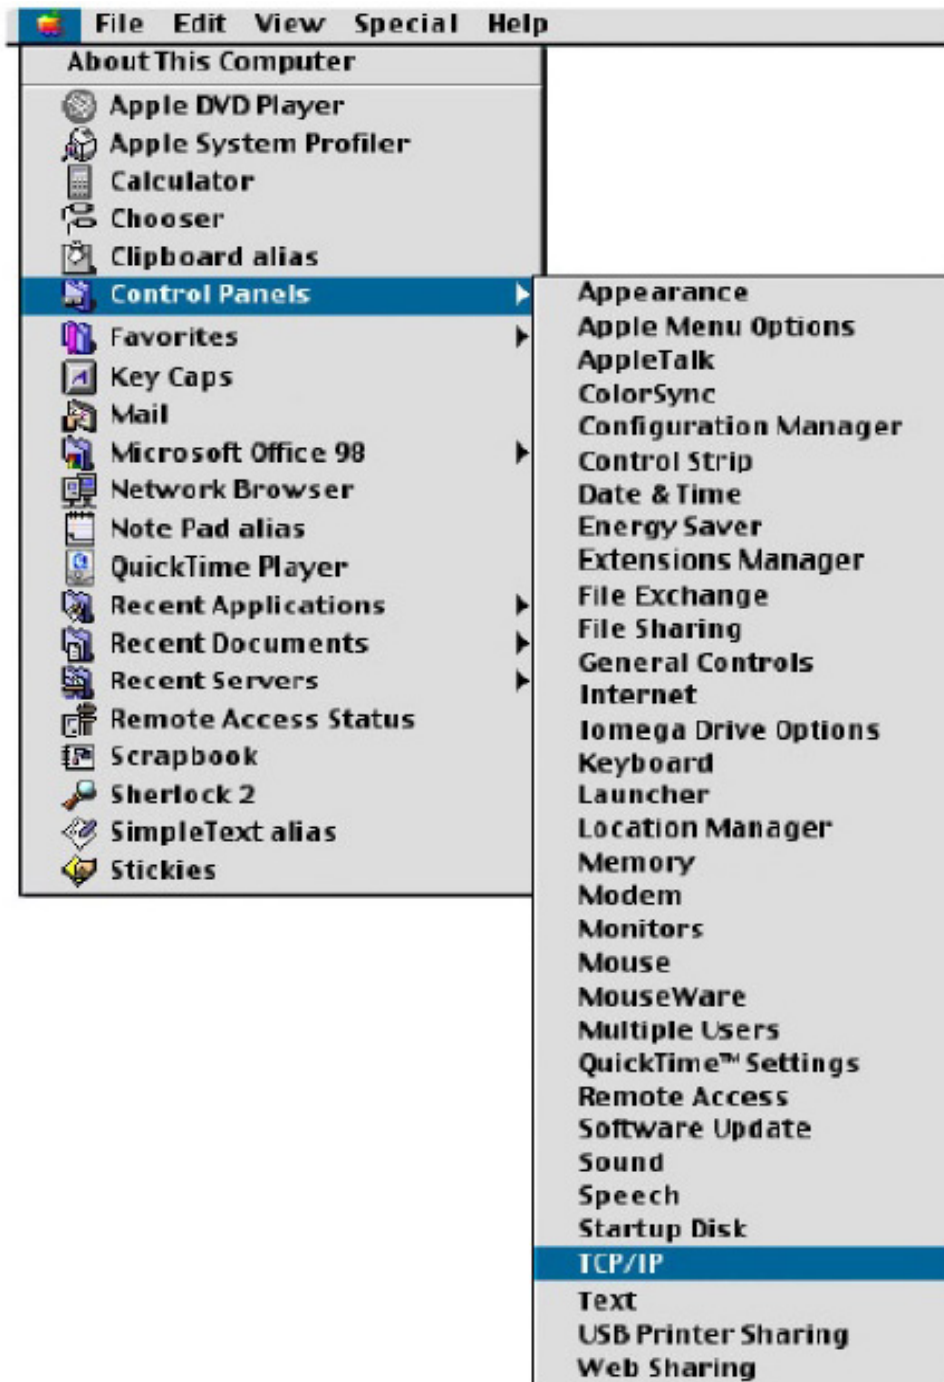 File Edit View Special Help
About This Computer
Apple DVD Player
Apple System Profiler
Calculator
Chooser
Clipboard alias
Control Panels
Favorites
Key Caps
Mail
Microsoft Office 98
Network Browser
Note Pad alias
QuickTime Player
Recent Applications
Recent Documents
Recent Servers
Remote Access Status
Scrapbook
Sherlock 2
SimpleText alias
Stickies
Appearance
Apple Menu Options
AppleTalk
ColorSync
Configuration Manager
Control Strip
Date & Time
Energy Saver
Extensions Manager
File Exchange
File Sharing
General Controls
Internet
Iomega Drive Options
Keyboard
Launcher
Location Manager
Memory
Modem
Monitors
Mouse
MouseWare
Multiple Users
QuickTime™ Settings
Remote Access
Software Update
Sound
Speech
Startup Disk
TCP/IP
Text
USB Printer Sharing
Web Sharing